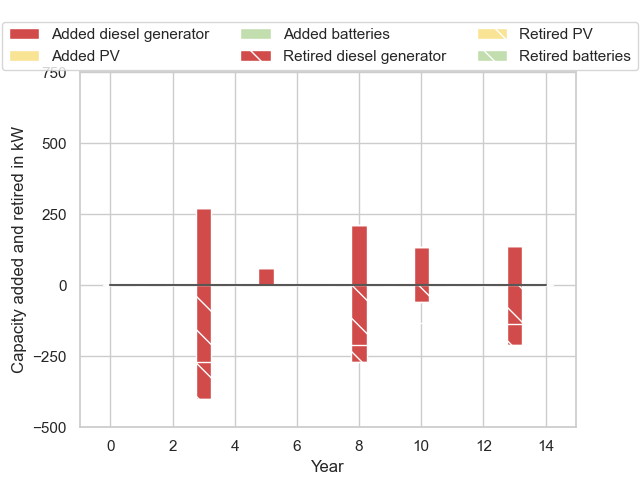 Added diesel generator
Added PV
Added batteries
Retired diesel generator
Retired PV
Retired batteries
750
500
250
0
−250
−500
Capacity added and retired in kW
0 2 4 6 8 10 12 14
Year